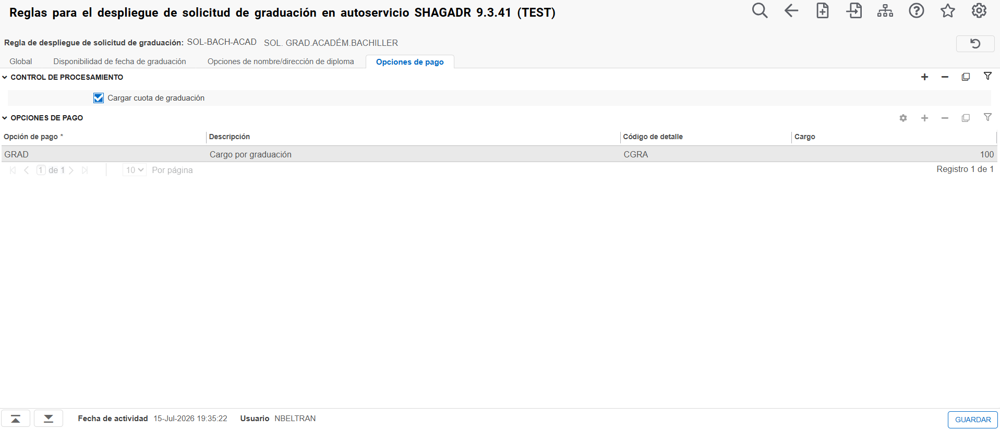 Reglas para el despliegue de solicitud de graduación en autoservicio SHAGADR 9.3.41 (TEST)
Regla de despliegue de solicitud de graduación: SOL-BACH-ACAD SOL. GRAD.ACADÉM.BACHILLER
Global Disponibilidad de fecha de graduación Opciones de nombre/dirección de diploma Opciones de pago
CONTROL DE PROCESAMIENTO
Cargar cuota de graduación
OPCIONES DE PAGO
Opción de pago * Descripción Código de detalle Cargo
GRAD Cargo por graduación CGRA 100
1 de 1 10 Por página Registro 1 de 1
Fecha de actividad 15-Jul-2026 19:35:22 Usuario NBELTRAN GUARDAR